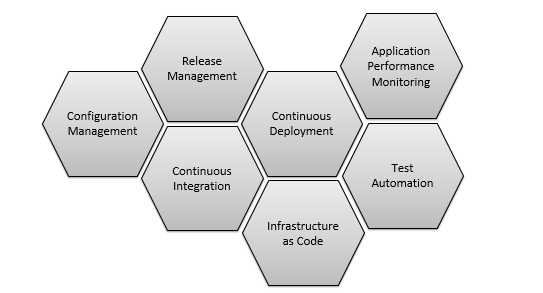 Release
Management
Application
Performance
Monitoring
Configuration
Management
Continuous
Deployment
Continuous
Integration
Test
Automation
Infrastructure
as Code